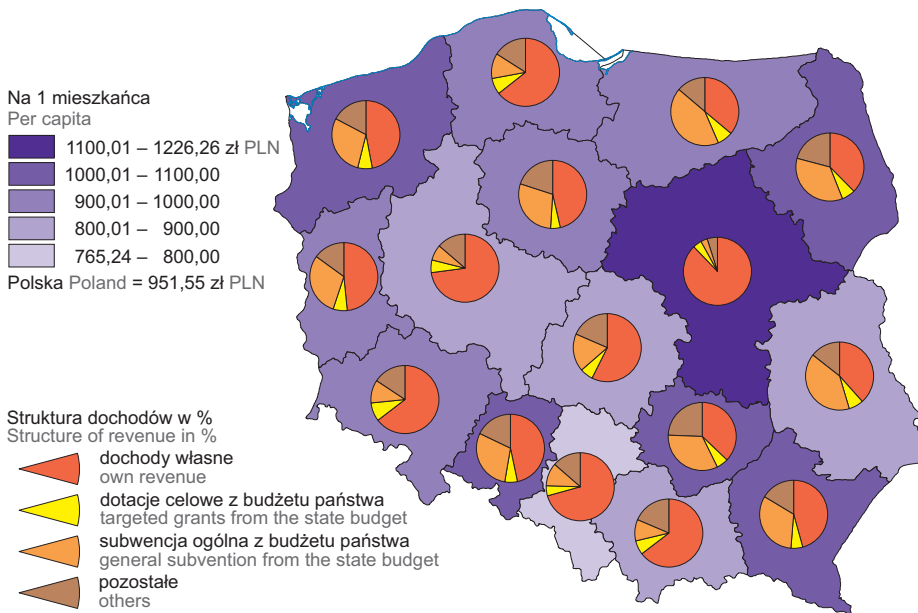 Na 1 mieszkańca
Per capita
1100,01 – 1226,26 zł PLN
1000,01 – 1100,00
900,01 – 1000,00
800,01 – 900,00
765,24 – 800,00
Polska Poland = 951,55 zł PLN
Struktura dochodów w %
Structure of revenue in %
dochody własne
own revenue
dotacje celowe z budżetu państwa
targeted grants from the state budget
subwencja ogólna z budżetu państwa
general subvention from the state budget
pozostałe
others